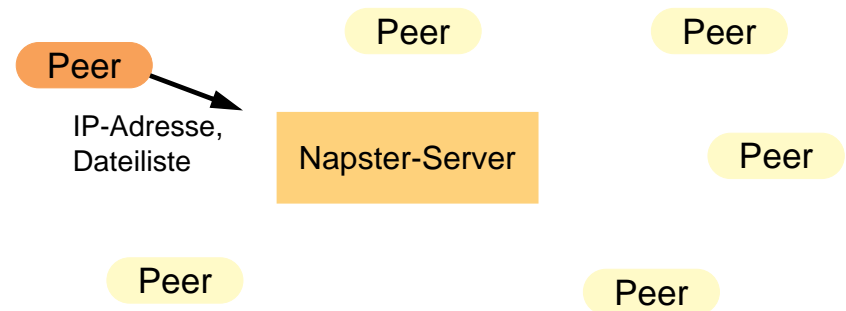 Peer
Peer
Peer
IP-Adresse,
Dateiliste
Napster-Server
Peer
Peer
Peer